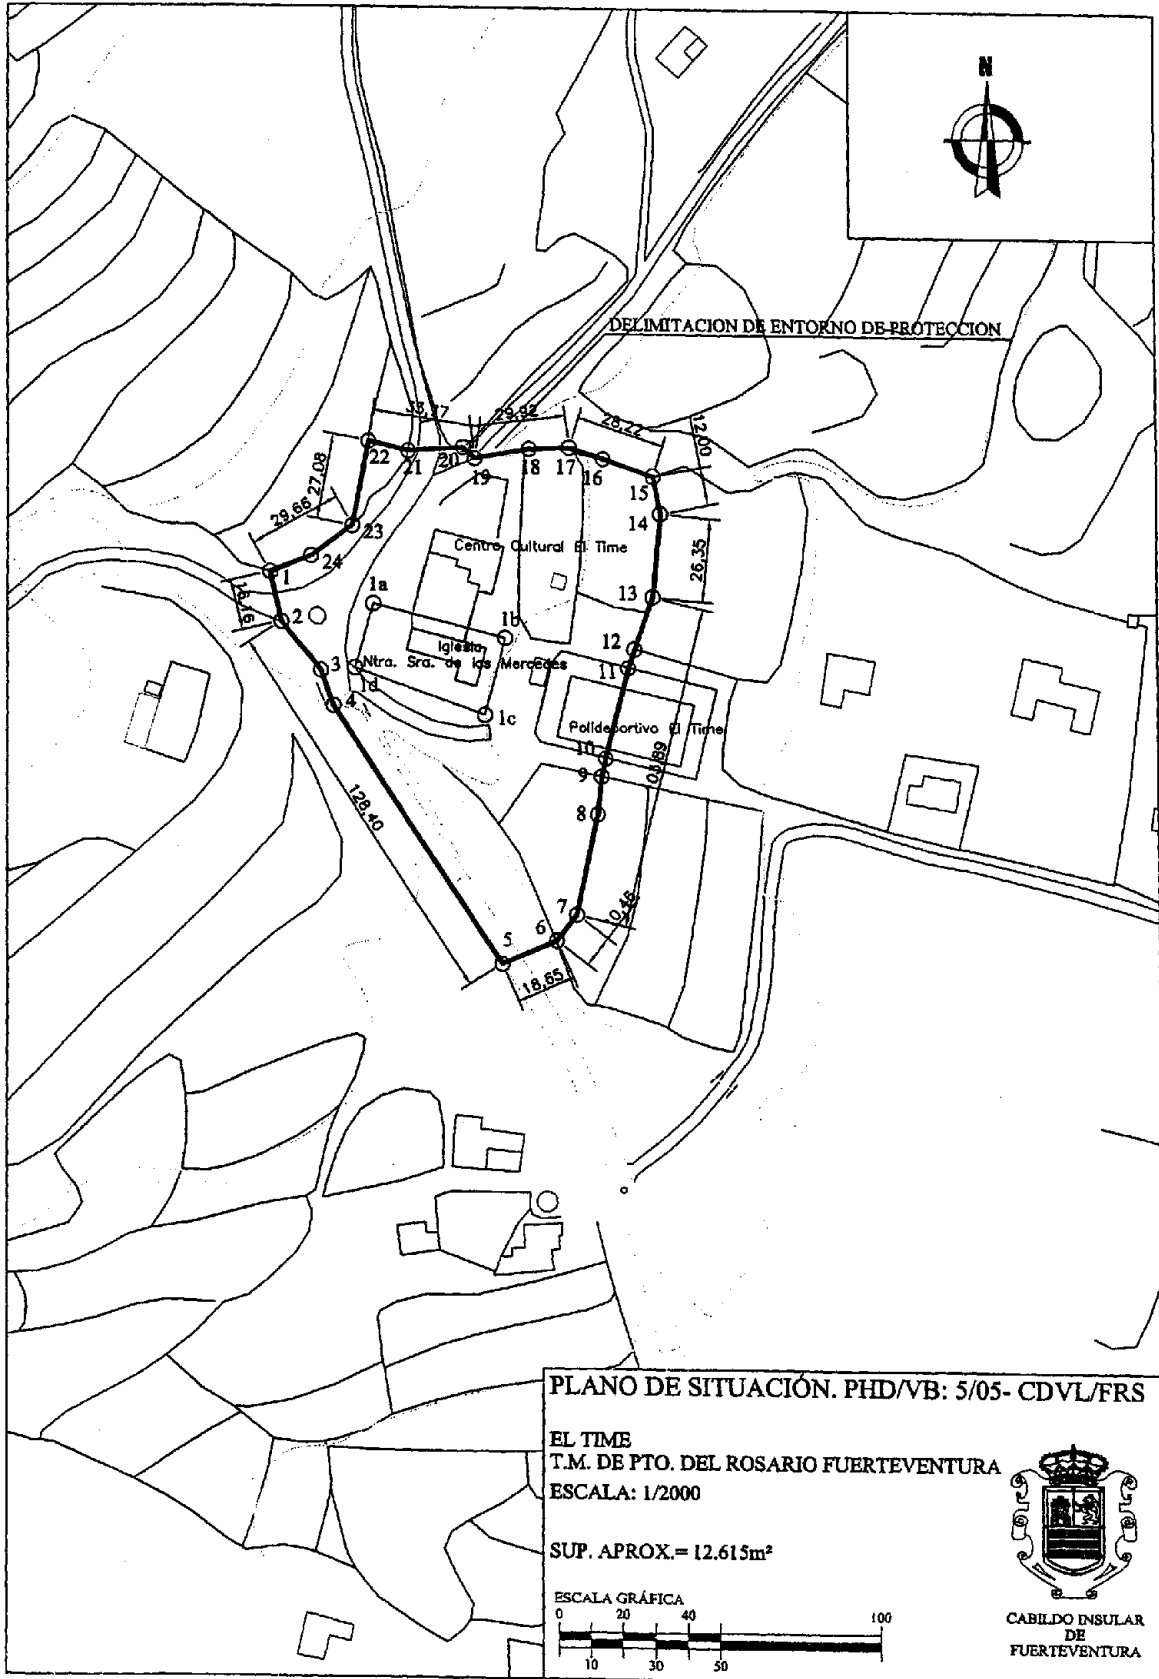 N
DELIMITACION DE ENTORNO DE PROTECCION
33,77
29,92
28,22
12,00
22
21
20
19
18
17
16
15
14
27,08
29,66
23
24
1
2
Centro Cultural El Time
26,35
13
1a
1b
12
11
Iglesia
Ntra. Sra. de las Mercedes
3
4
1d
1c
Polideportivo El Time
10
9
8
128,40
7
6
5
18,65
PLANO DE SITUACIÓN. PHD/VB: 5/05- CDVL/FRS
EL TIME
T.M. DE PTO. DEL ROSARIO FUERTEVENTURA
ESCALA: 1/2000
SUP. APROX.= 12.615m²
ESCALA GRÁFICA
0 20 40 100
10 30 50
CABILDO INSULAR
DE
FUERTEVENTURA